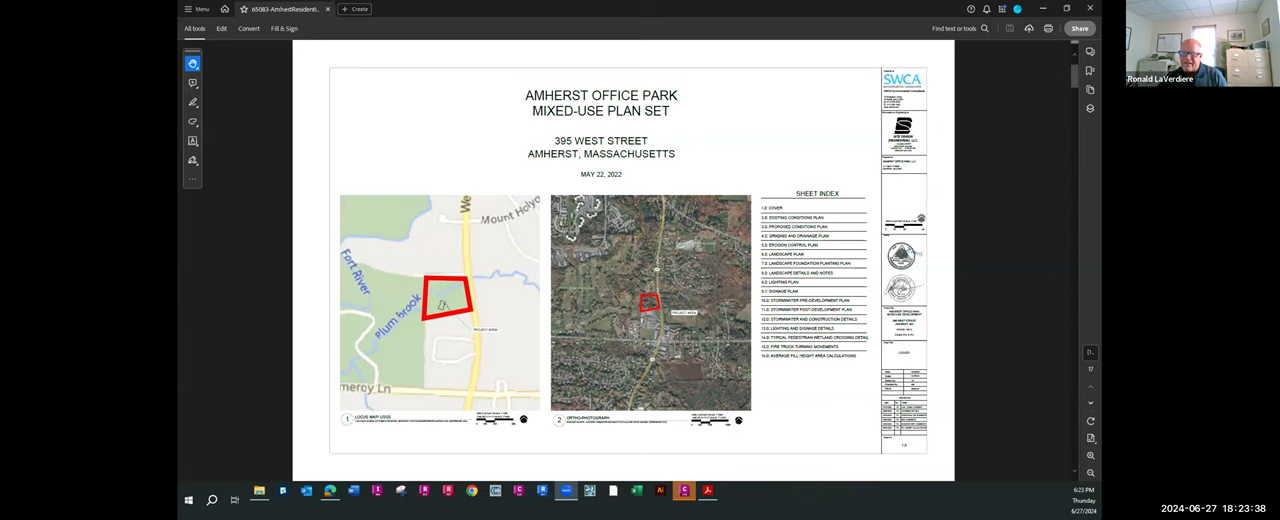 Menu
65083-AmhestResidenti...
Create
All tools
Edit
Convert
Fill & Sign
Find text or tools
Share
Ronald LaVerdiere
AMHERST OFFICE PARK
MIXED-USE PLAN SET
395 WEST STREET
AMHERST, MASSACHUSETTS
MAY 22, 2022
We
Mount Holyo
Fort River
Plum Brook
PROJECT AREA
mercy Ln
1
LOCUS MAP/ USGS
PROJECT AREA
2
ORTHO-PHOTOGRAPH
SHEET INDEX
1.0: COVER
2.0: EXISTING CONDITIONS PLAN
3.0: PROPOSED CONDITIONS PLAN
4.0: GRADING AND DRAINAGE PLAN
5.0: EROSION CONTROL PLAN
6.0: LANDSCAPE PLAN
7.0: LANDSCAPE FOUNDATION PLANTING PLAN
8.0: LANDSCAPE DETAILS AND NOTES
9.0: LIGHTING PLAN
9.1: SIGNAGE PLAN
10.0: STORMWATER PRE-DEVELOPMENT PLAN
11.0: STORMWATER POST-DEVELOPMENT PLAN
12.0: STORMWATER AND CONSTRUCTION DETAILS
13.0: LIGHTING AND SIGNAGE DETAILS
14.0: TYPICAL PEDESTRIAN WETLAND CROSSING DETAIL
15.0: FIRE TRUCK TURNING MOVEMENTS
16.0: AVERAGE FILL HEIGHT AREA CALCULATIONS
SWCA
COVER
1.0
17
6:23 PM
Thursday
6/27/2024
2024-06-27 18:23:38